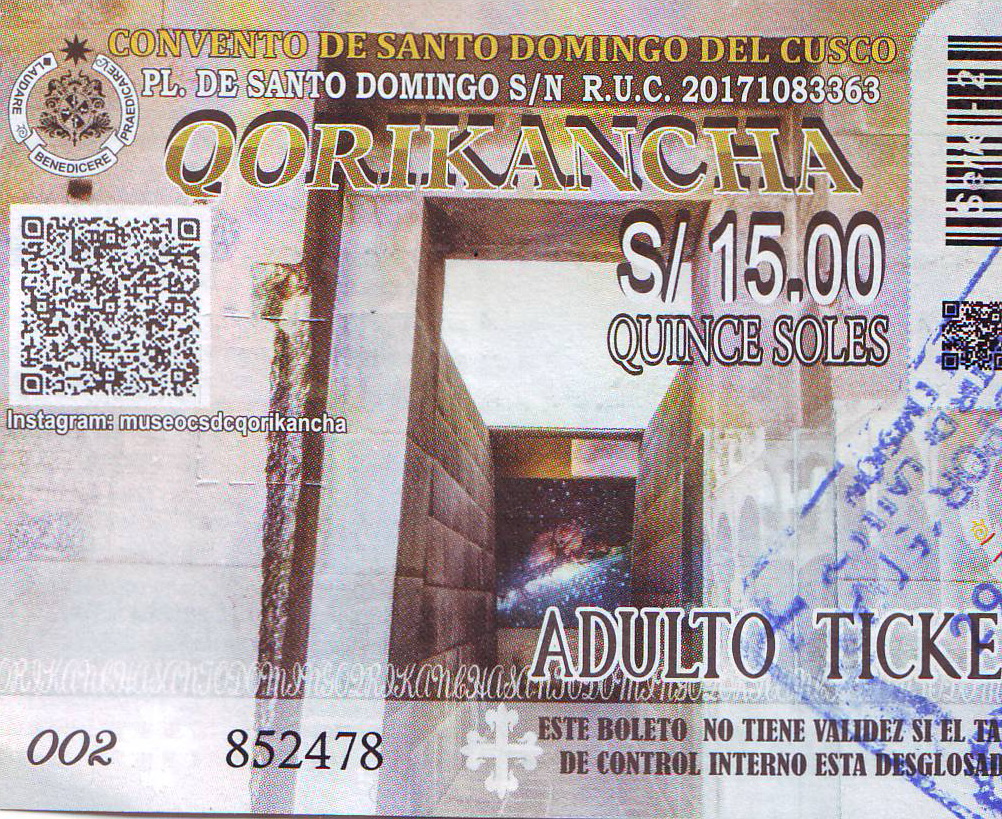 CONVENTO DE SANTO DOMINGO DEL CUSCO
PL. DE SANTO DOMINGO S/N R.U.C. 20171083363
LAUDARE
BENEDICERE
PRAEDICARE
QORIKANCHA
S/ 15.00
QUINCE SOLES
Instagram: museocsdcqorikancha
Serie - 2
ADULTO TICKE
002 852478
ESTE BOLETO NO TIENE VALIDEZ SI EL TA
DE CONTROL INTERNO ESTA DESGLOSAD